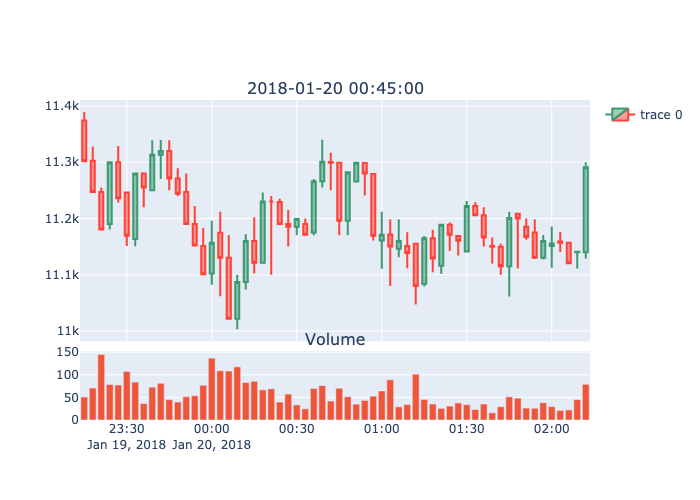 2018-01-20 00:45:00
11.4k
11.3k
11.2k
11.1k
11k
trace 0
Volume
150
100
50
0
23:30 00:00 00:30 01:00 01:30 02:00
Jan 19, 2018 Jan 20, 2018